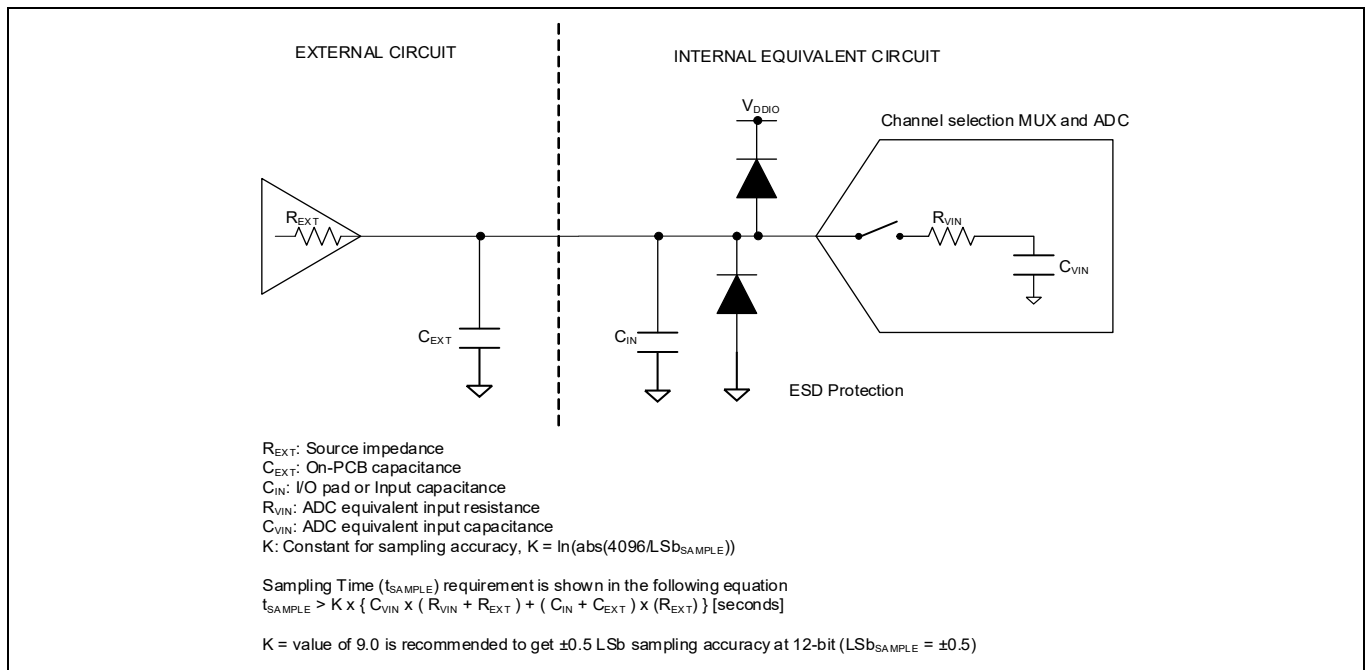 EXTERNAL CIRCUIT
INTERNAL EQUIVALENT CIRCUIT
VDDIO
Channel selection MUX and ADC
REXT
RVIN
CVIN
CEXT
CIN
ESD Protection
REXT: Source impedance
CEXT: On-PCB capacitance
CIN: I/O pad or Input capacitance
RVIN: ADC equivalent input resistance
CVIN: ADC equivalent input capacitance
K: Constant for sampling accuracy, K = ln(abs(4096/LSbSAMPLE))
Sampling Time (tSAMPLE) requirement is shown in the following equation
tSAMPLE > K x { CVIN x ( RVIN + REXT ) + ( CIN + CEXT ) x (REXT) } [seconds]
K = value of 9.0 is recommended to get ±0.5 LSb sampling accuracy at 12-bit (LSbSAMPLE = ±0.5)